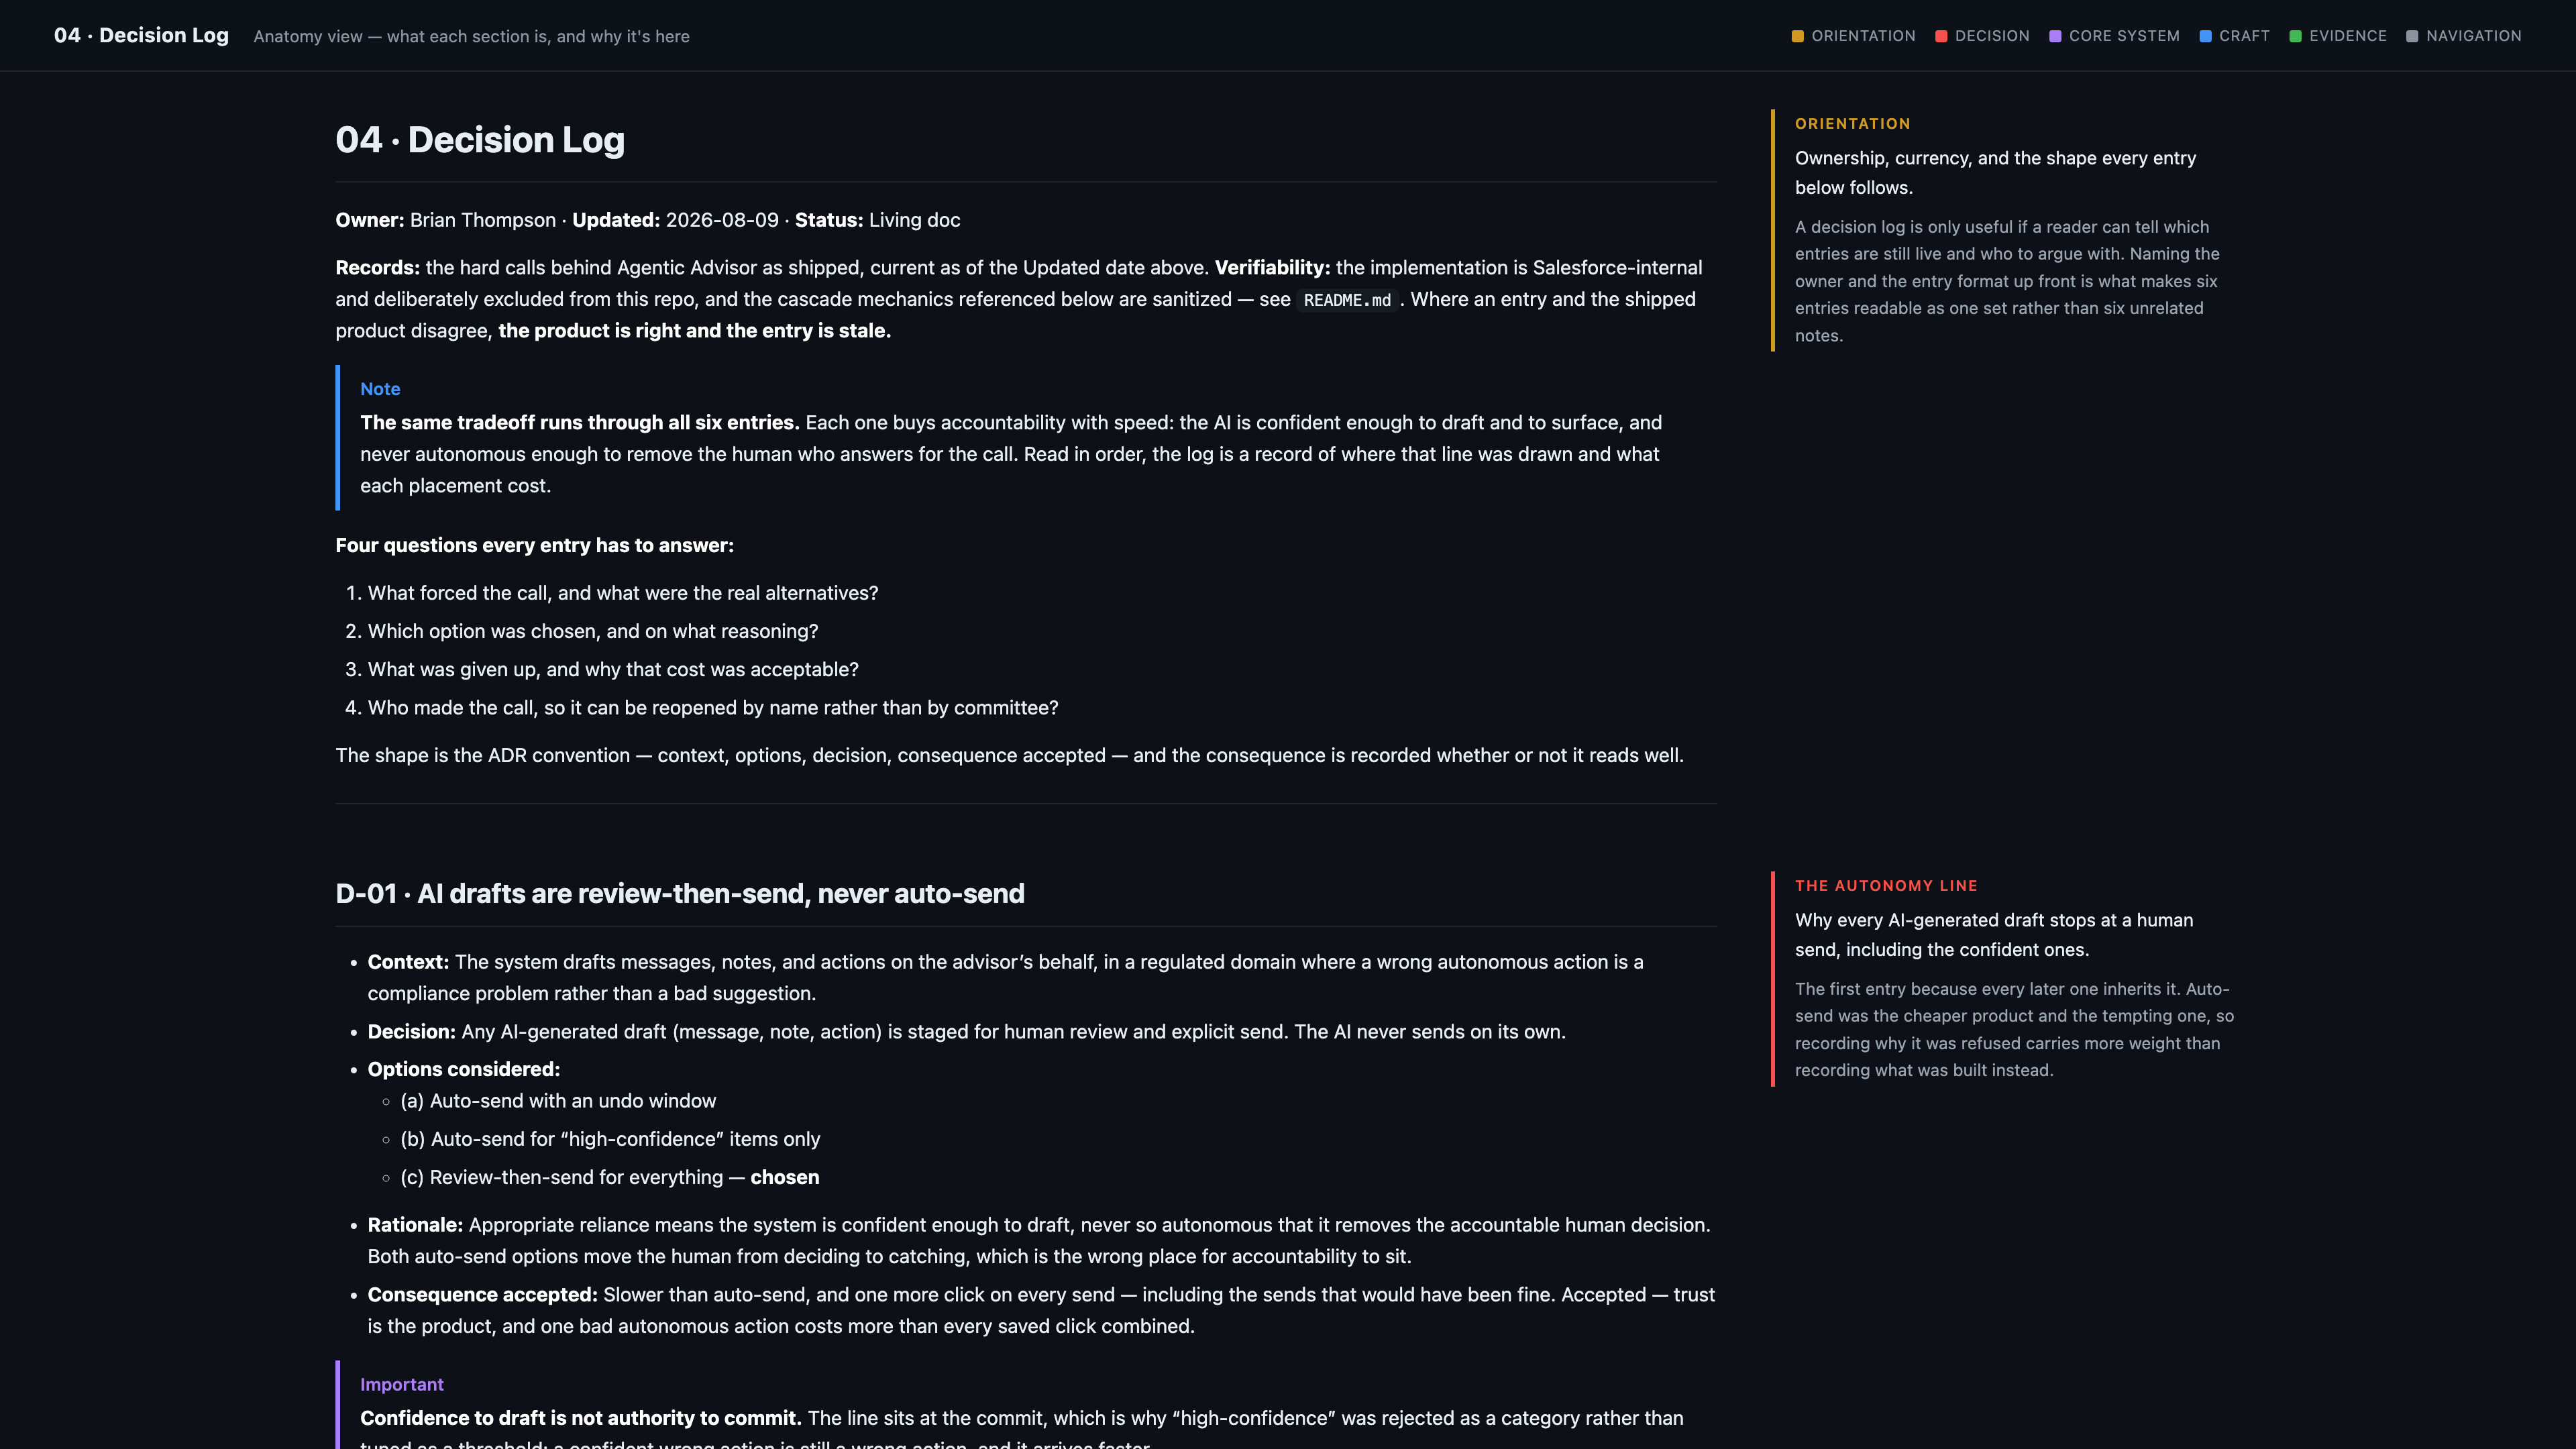 04 · Decision Log
Anatomy view — what each section is, and why it's here
ORIENTATION
DECISION
CORE SYSTEM
CRAFT
EVIDENCE
NAVIGATION
04 · Decision Log
Owner: Brian Thompson · Updated: 2026-08-09 · Status: Living doc
Records: the hard calls behind Agentic Advisor as shipped, current as of the Updated date above. Verifiability: the implementation is Salesforce-internal
and deliberately excluded from this repo, and the cascade mechanics referenced below are sanitized — see README.md. Where an entry and the shipped
product disagree, the product is right and the entry is stale.
Note
The same tradeoff runs through all six entries. Each one buys accountability with speed: the AI is confident enough to draft and to surface, and
never autonomous enough to remove the human who answers for the call. Read in order, the log is a record of where that line was drawn and what
each placement cost.
Four questions every entry has to answer:
1. What forced the call, and what were the real alternatives?
2. Which option was chosen, and on what reasoning?
3. What was given up, and why that cost was acceptable?
4. Who made the call, so it can be reopened by name rather than by committee?
The shape is the ADR convention — context, options, decision, consequence accepted — and the consequence is recorded whether or not it reads well.
ORIENTATION
Ownership, currency, and the shape every entry
below follows.
A decision log is only useful if a reader can tell which
entries are still live and who to argue with. Naming the
owner and the entry format up front is what makes six
entries readable as one set rather than six unrelated
notes.
D-01 · AI drafts are review-then-send, never auto-send
• Context: The system drafts messages, notes, and actions on the advisor’s behalf, in a regulated domain where a wrong autonomous action is a
compliance problem rather than a bad suggestion.
• Decision: Any AI-generated draft (message, note, action) is staged for human review and explicit send. The AI never sends on its own.
• Options considered:
◦ (a) Auto-send with an undo window
◦ (b) Auto-send for “high-confidence” items only
◦ (c) Review-then-send for everything — chosen
• Rationale: Appropriate reliance means the system is confident enough to draft, never so autonomous that it removes the accountable human decision.
Both auto-send options move the human from deciding to catching, which is the wrong place for accountability to sit.
• Consequence accepted: Slower than auto-send, and one more click on every send — including the sends that would have been fine. Accepted — trust
is the product, and one bad autonomous action costs more than every saved click combined.
Important
Confidence to draft is not authority to commit. The line sits at the commit, which is why “high-confidence” was rejected as a category rather than
tuned as a threshold: a confident wrong action is still a wrong action, and it arrives faster.
THE AUTONOMY LINE
Why every AI-generated draft stops at a human
send, including the confident ones.
The first entry because every later one inherits it. Auto-
send was the cheaper product and the tempting one, so
recording why it was refused carries more weight than
recording what was built instead.